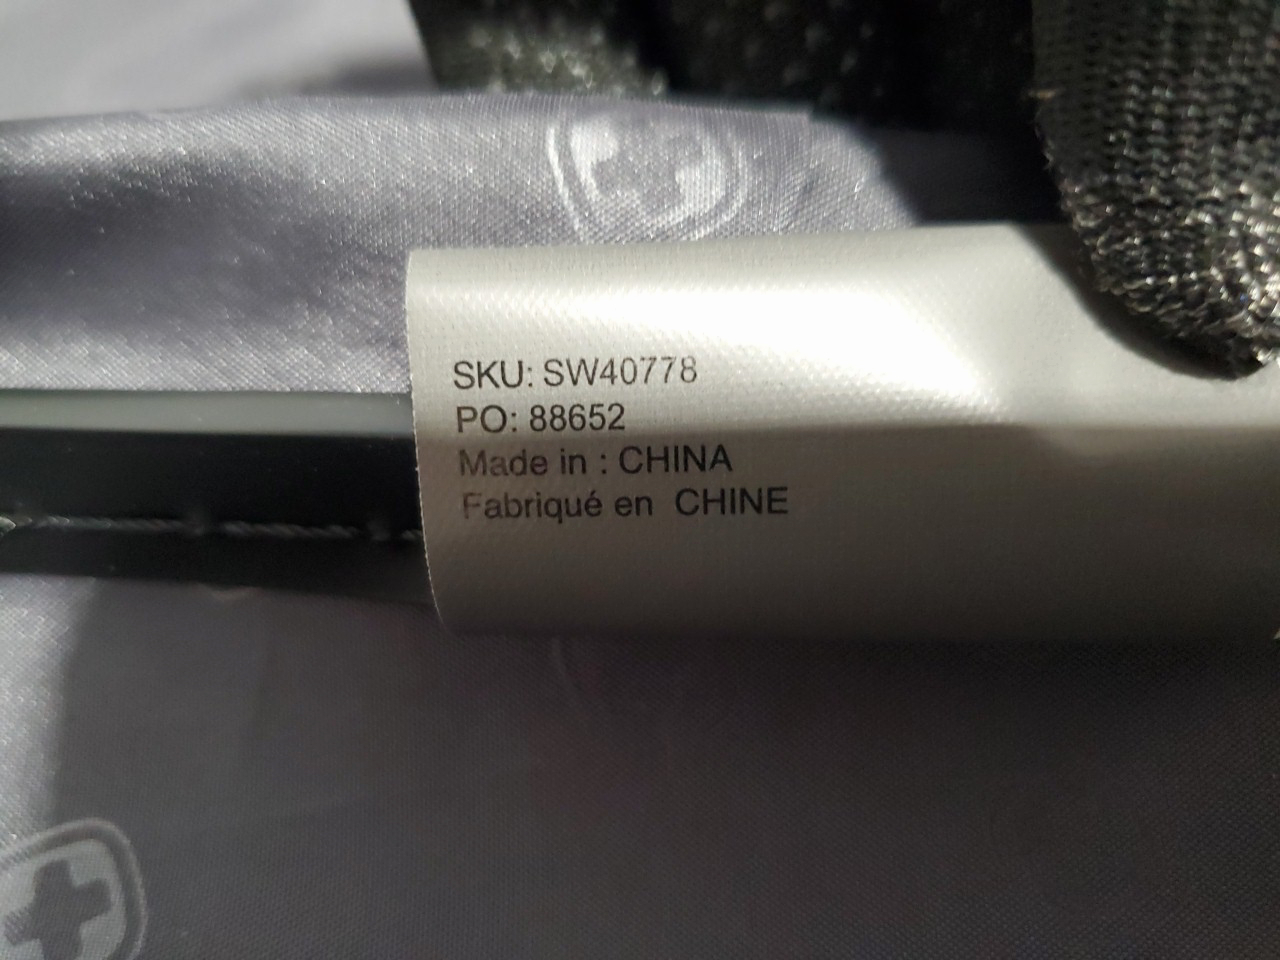 SKU: SW40778
PO: 88652
Made in : CHINA
Fabriqué en CHINE